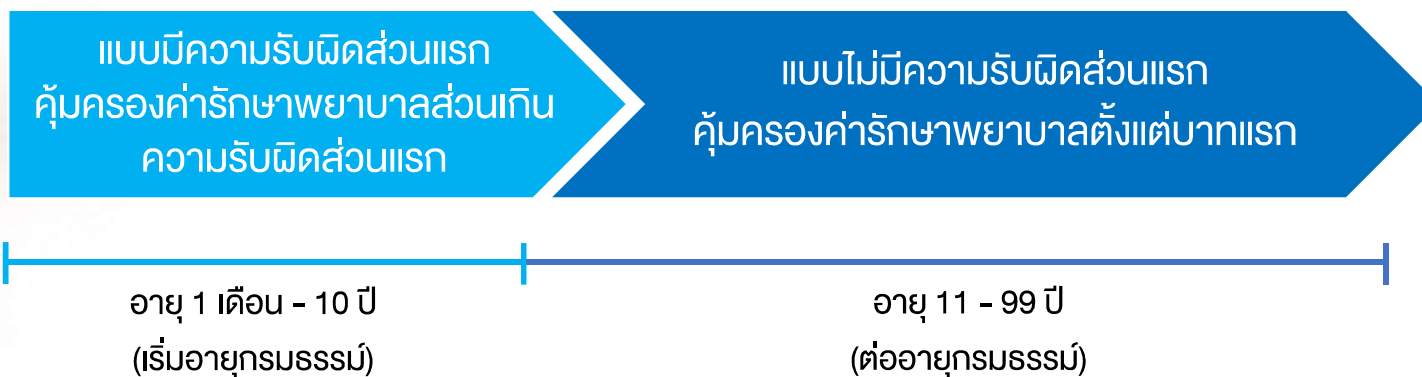 แบบมีความรับผิดส่วนแรก
คุ้มครองค่ารักษาพยาบาลส่วนเกิน
ความรับผิดส่วนแรก
แบบไม่มีความรับผิดส่วนแรก
คุ้มครองค่ารักษาพยาบาลตั้งแต่บาทแรก
อายุ 1 เดือน - 10 ปี
(เริ่มอายุกรมธรรม์)
อายุ 11 - 99 ปี
(ต่ออายุกรมธรรม์)